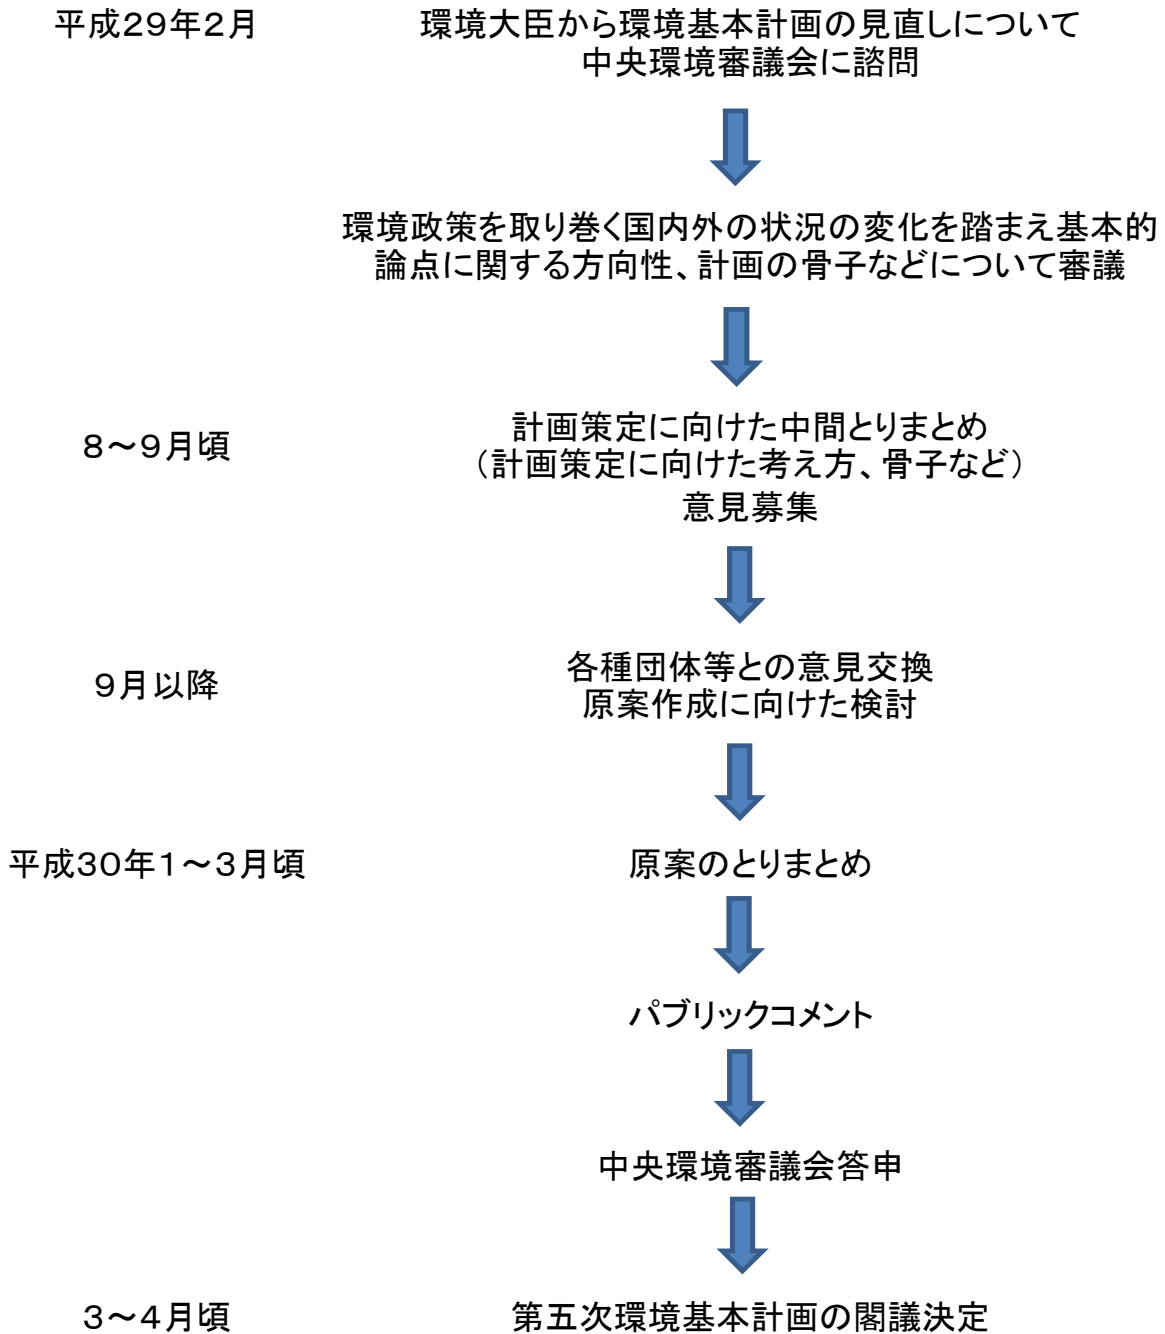 平成29年2月
環境大臣から環境基本計画の見直しについて
中央環境審議会に諮問
環境政策を取り巻く国内外の状況の変化を踏まえ基本的
論点に関する方向性、計画の骨子などについて審議
8~9月頃
計画策定に向けた中間とりまとめ
(計画策定に向けた考え方、骨子など)
意見募集
9月以降
各種団体等との意見交換
原案作成に向けた検討
平成30年1~3月頃
原案のとりまとめ
パブリックコメント
中央環境審議会答申
3~4月頃
第五次環境基本計画の閣議決定